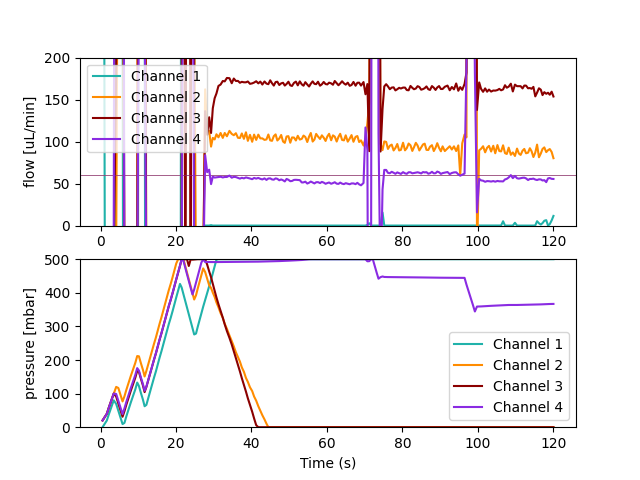 flow [uL/min]
200
150
100
50
0
Channel 1
Channel 2
Channel 3
Channel 4
0 20 40 60 80 100 120
pressure [mbar]
500
400
300
200
100
0
Channel 1
Channel 2
Channel 3
Channel 4
0 20 40 60 80 100 120
Time (s)